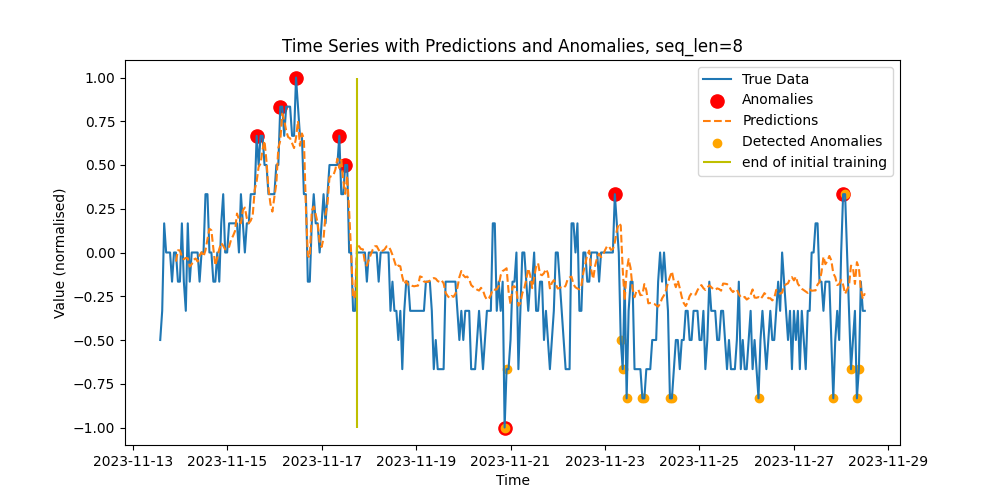 Time Series with Predictions and Anomalies, seq_len=8
True Data
Anomalies
Predictions
Detected Anomalies
end of initial training
Value (normalised)
1.00
0.75
0.50
0.25
0.00
−0.25
−0.50
−0.75
−1.00
2023-11-13 2023-11-15 2023-11-17 2023-11-19 2023-11-21 2023-11-23 2023-11-25 2023-11-27 2023-11-29
Time